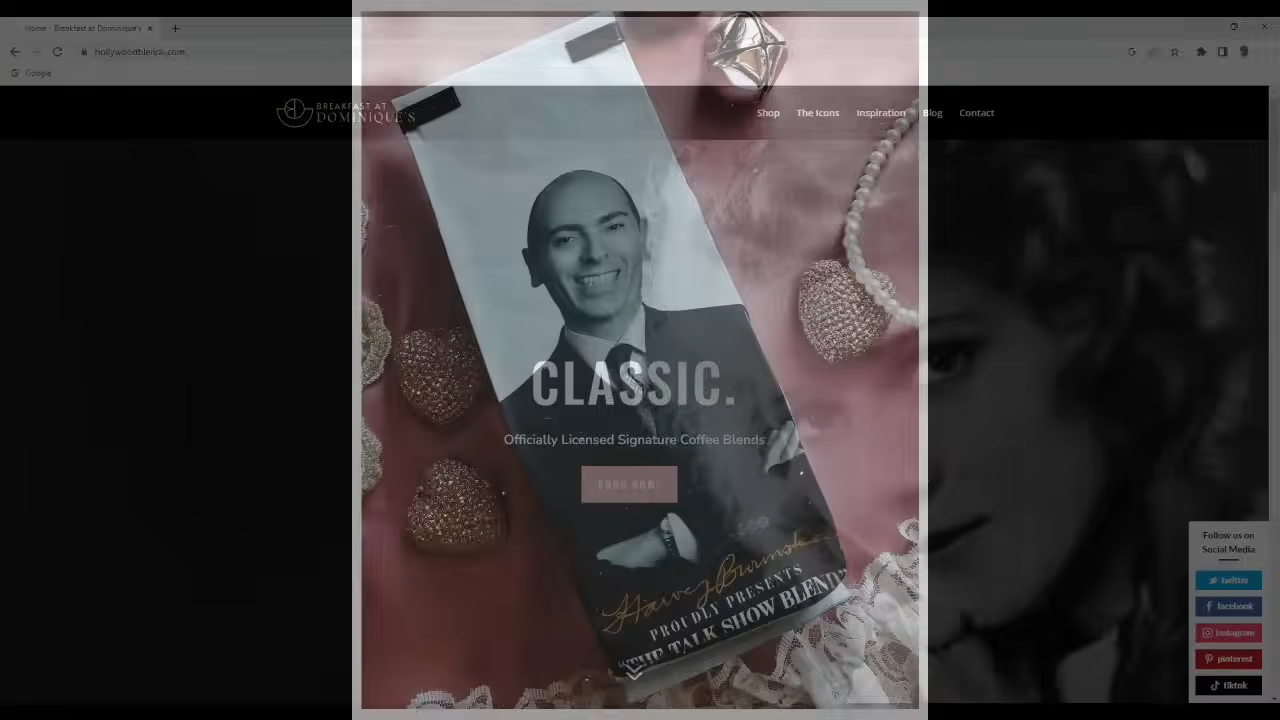 Home - Breakfast at Dominique's
hollywoodblends.com
Google
BREAKFAST AT
DOMINIQUE'S
Shop
The Icons
Inspiration
Blog
Contact
CLASSIC.
Officially Licensed Signature Coffee Blends
PROUDLY PRESENTS
"THE TALK SHOW BLEND"
Follow us on
Social Media
twitter
facebook
Instagram
pinterest
tiktok